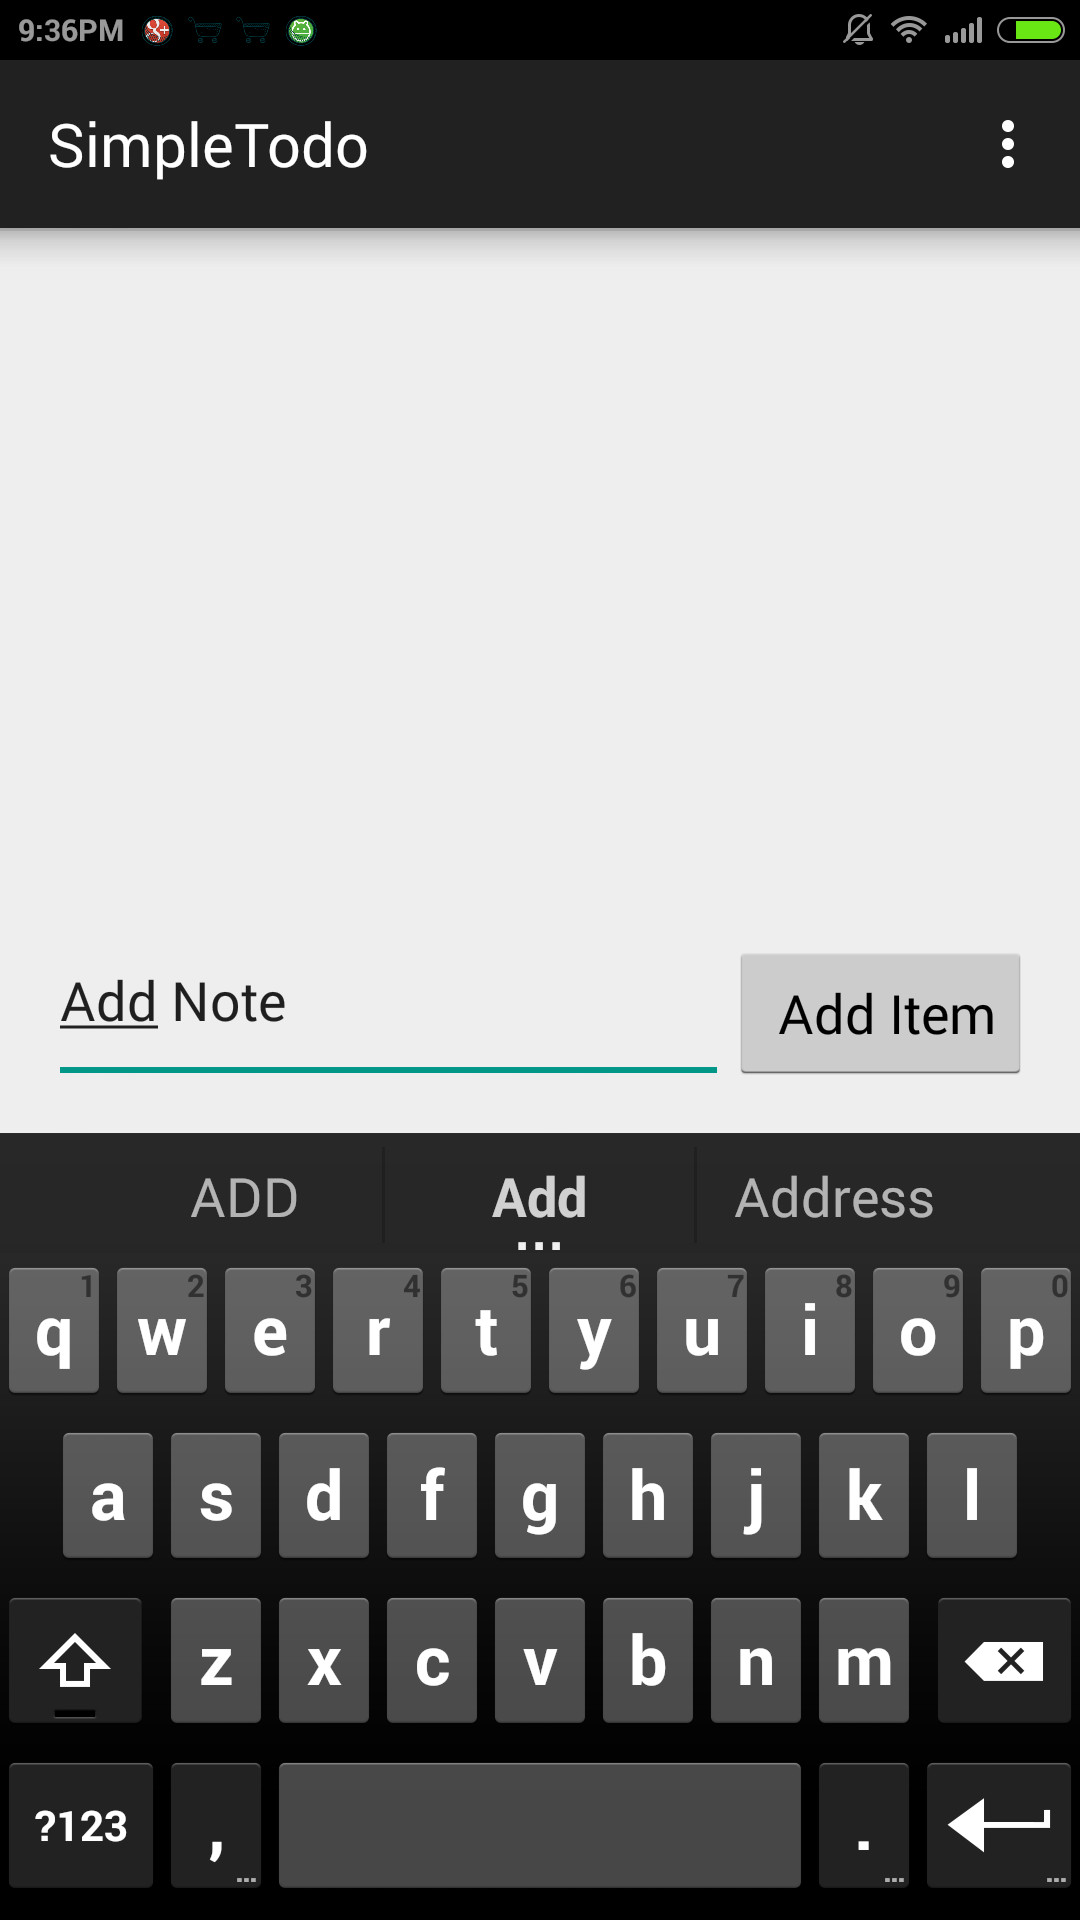 9:36PM
SimpleTodo
Add Note
Add Item
ADD Add Address
...
1 2 3 4 5 6 7 8 9 0
q w e r t y u i o p
a s d f g h j k l
z x c v b n m
?123 , .